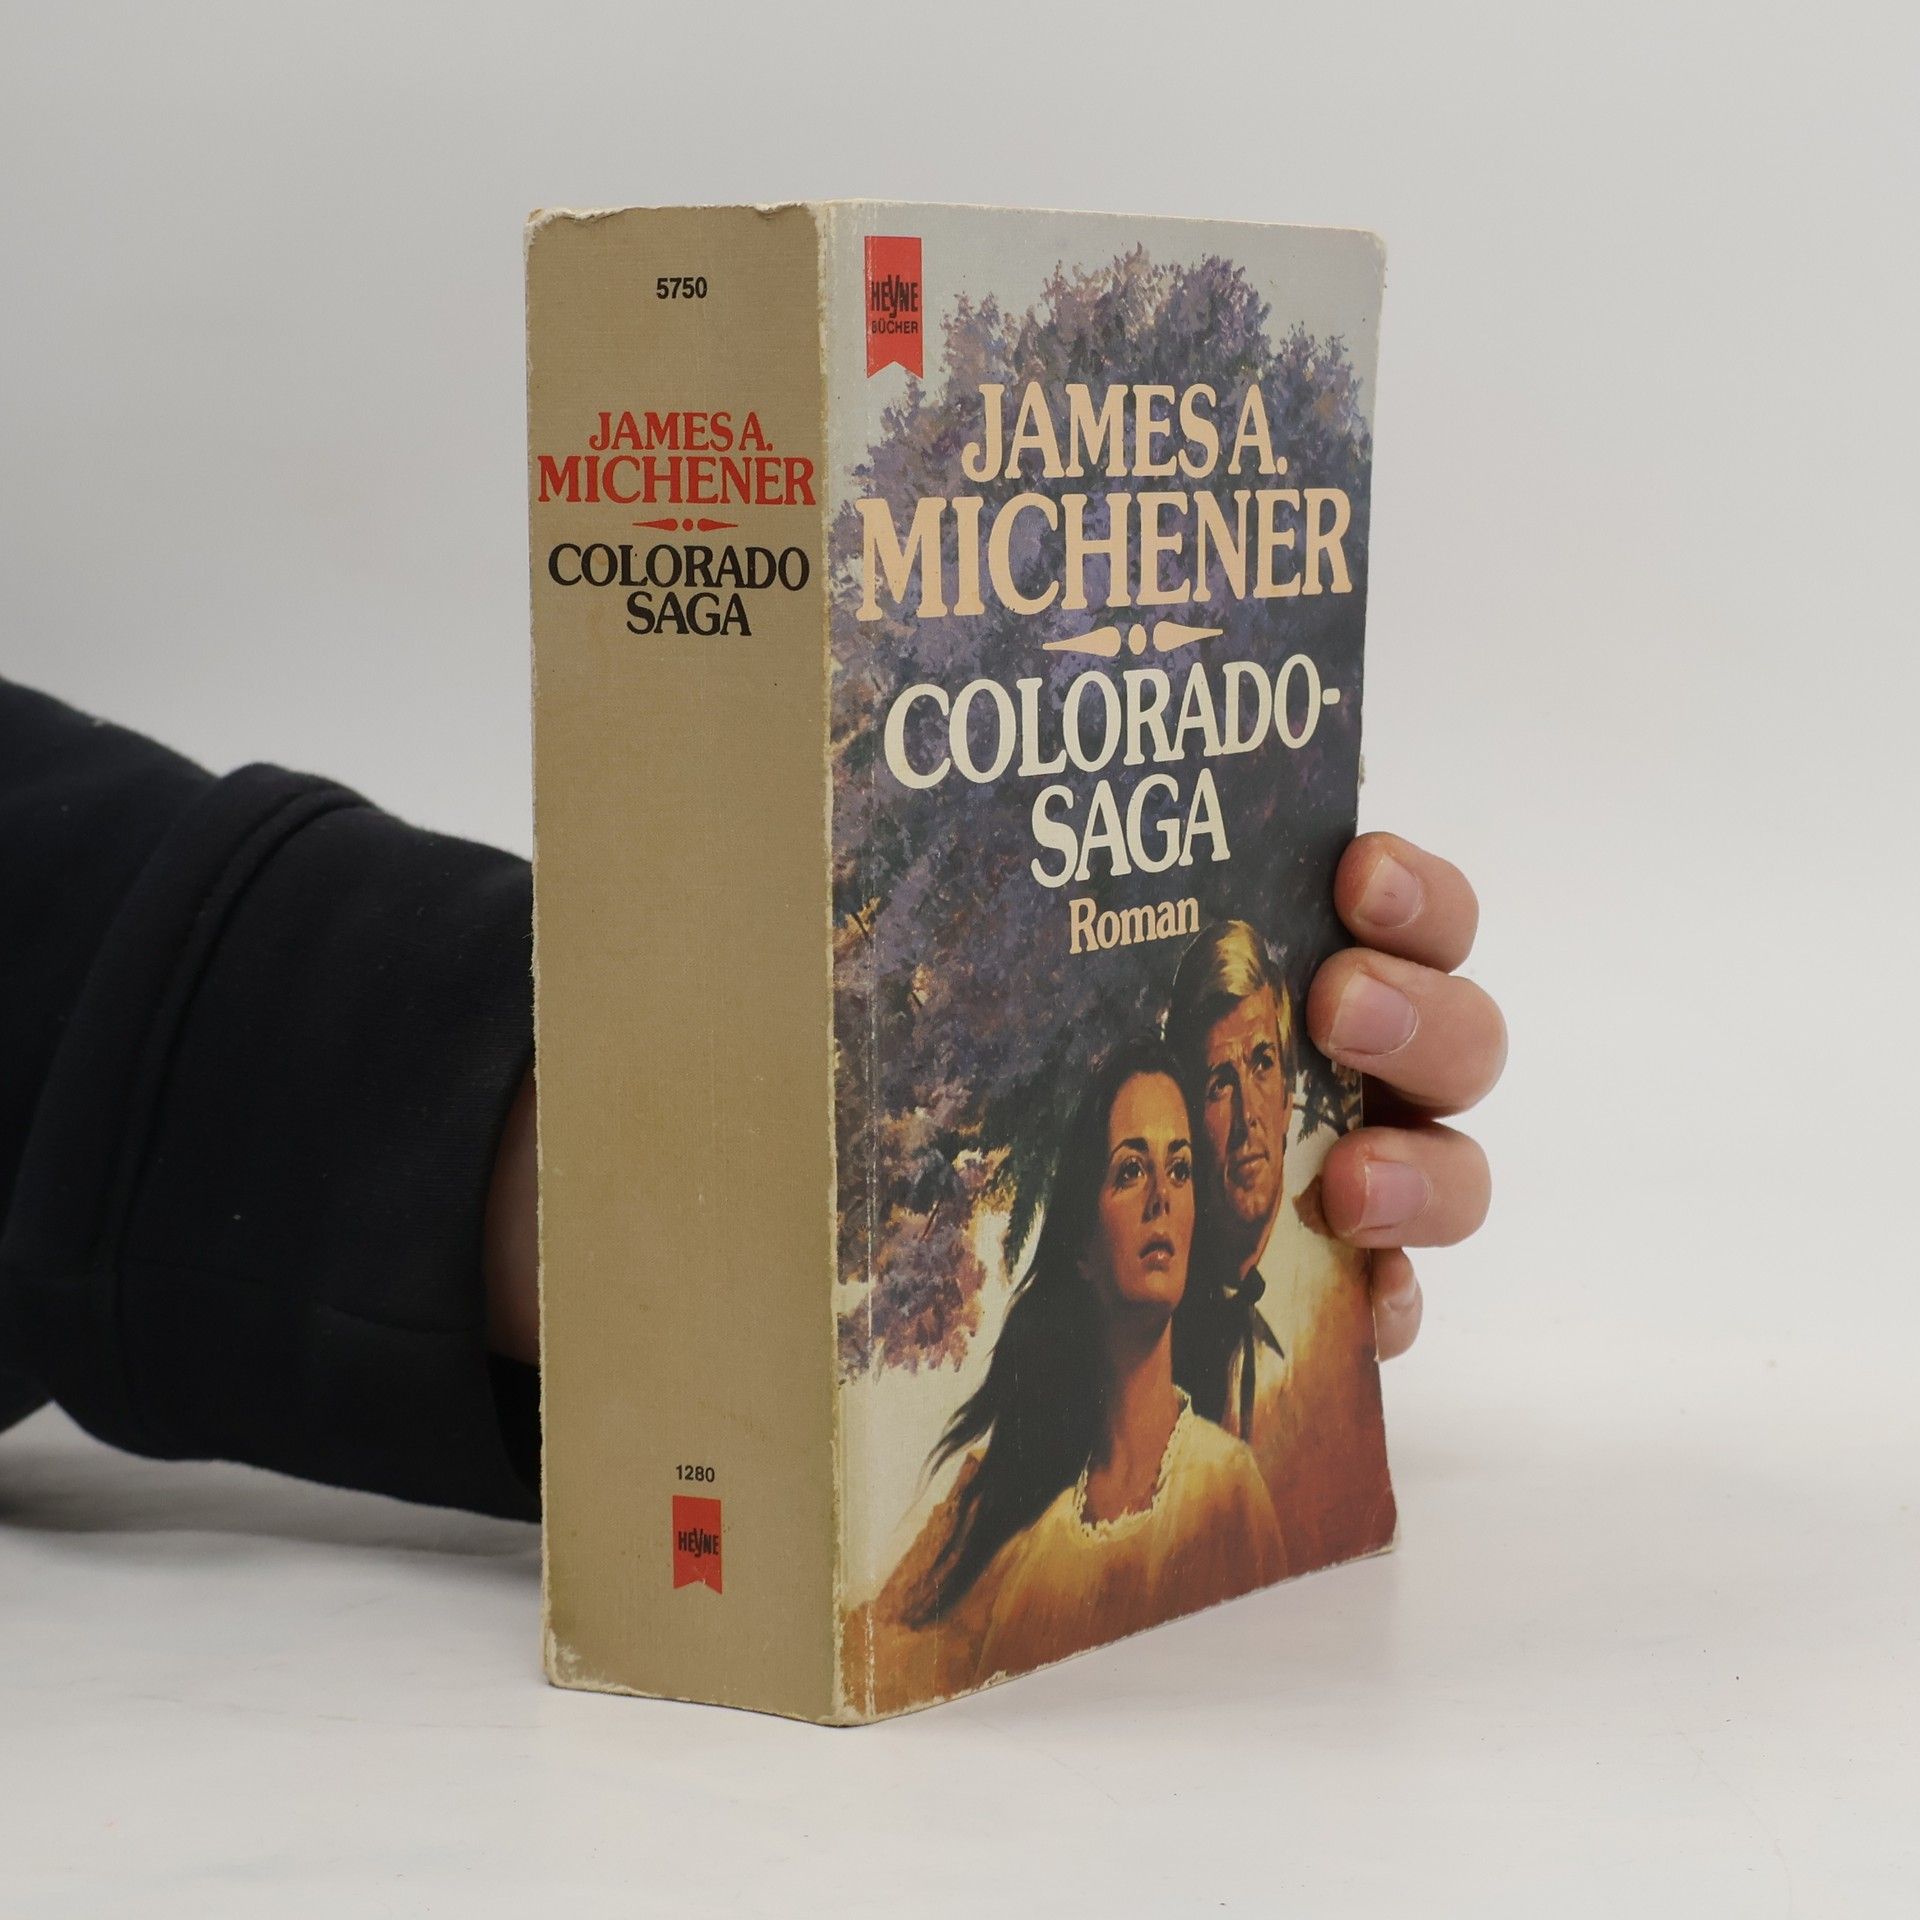 5750
JAMES A.
MICHENER
COLORADO
SAGA
1280
HEYNE
HEYNE
BÜCHER
JAMES A.
MICHENER
COLORADO-
SAGA
Roman